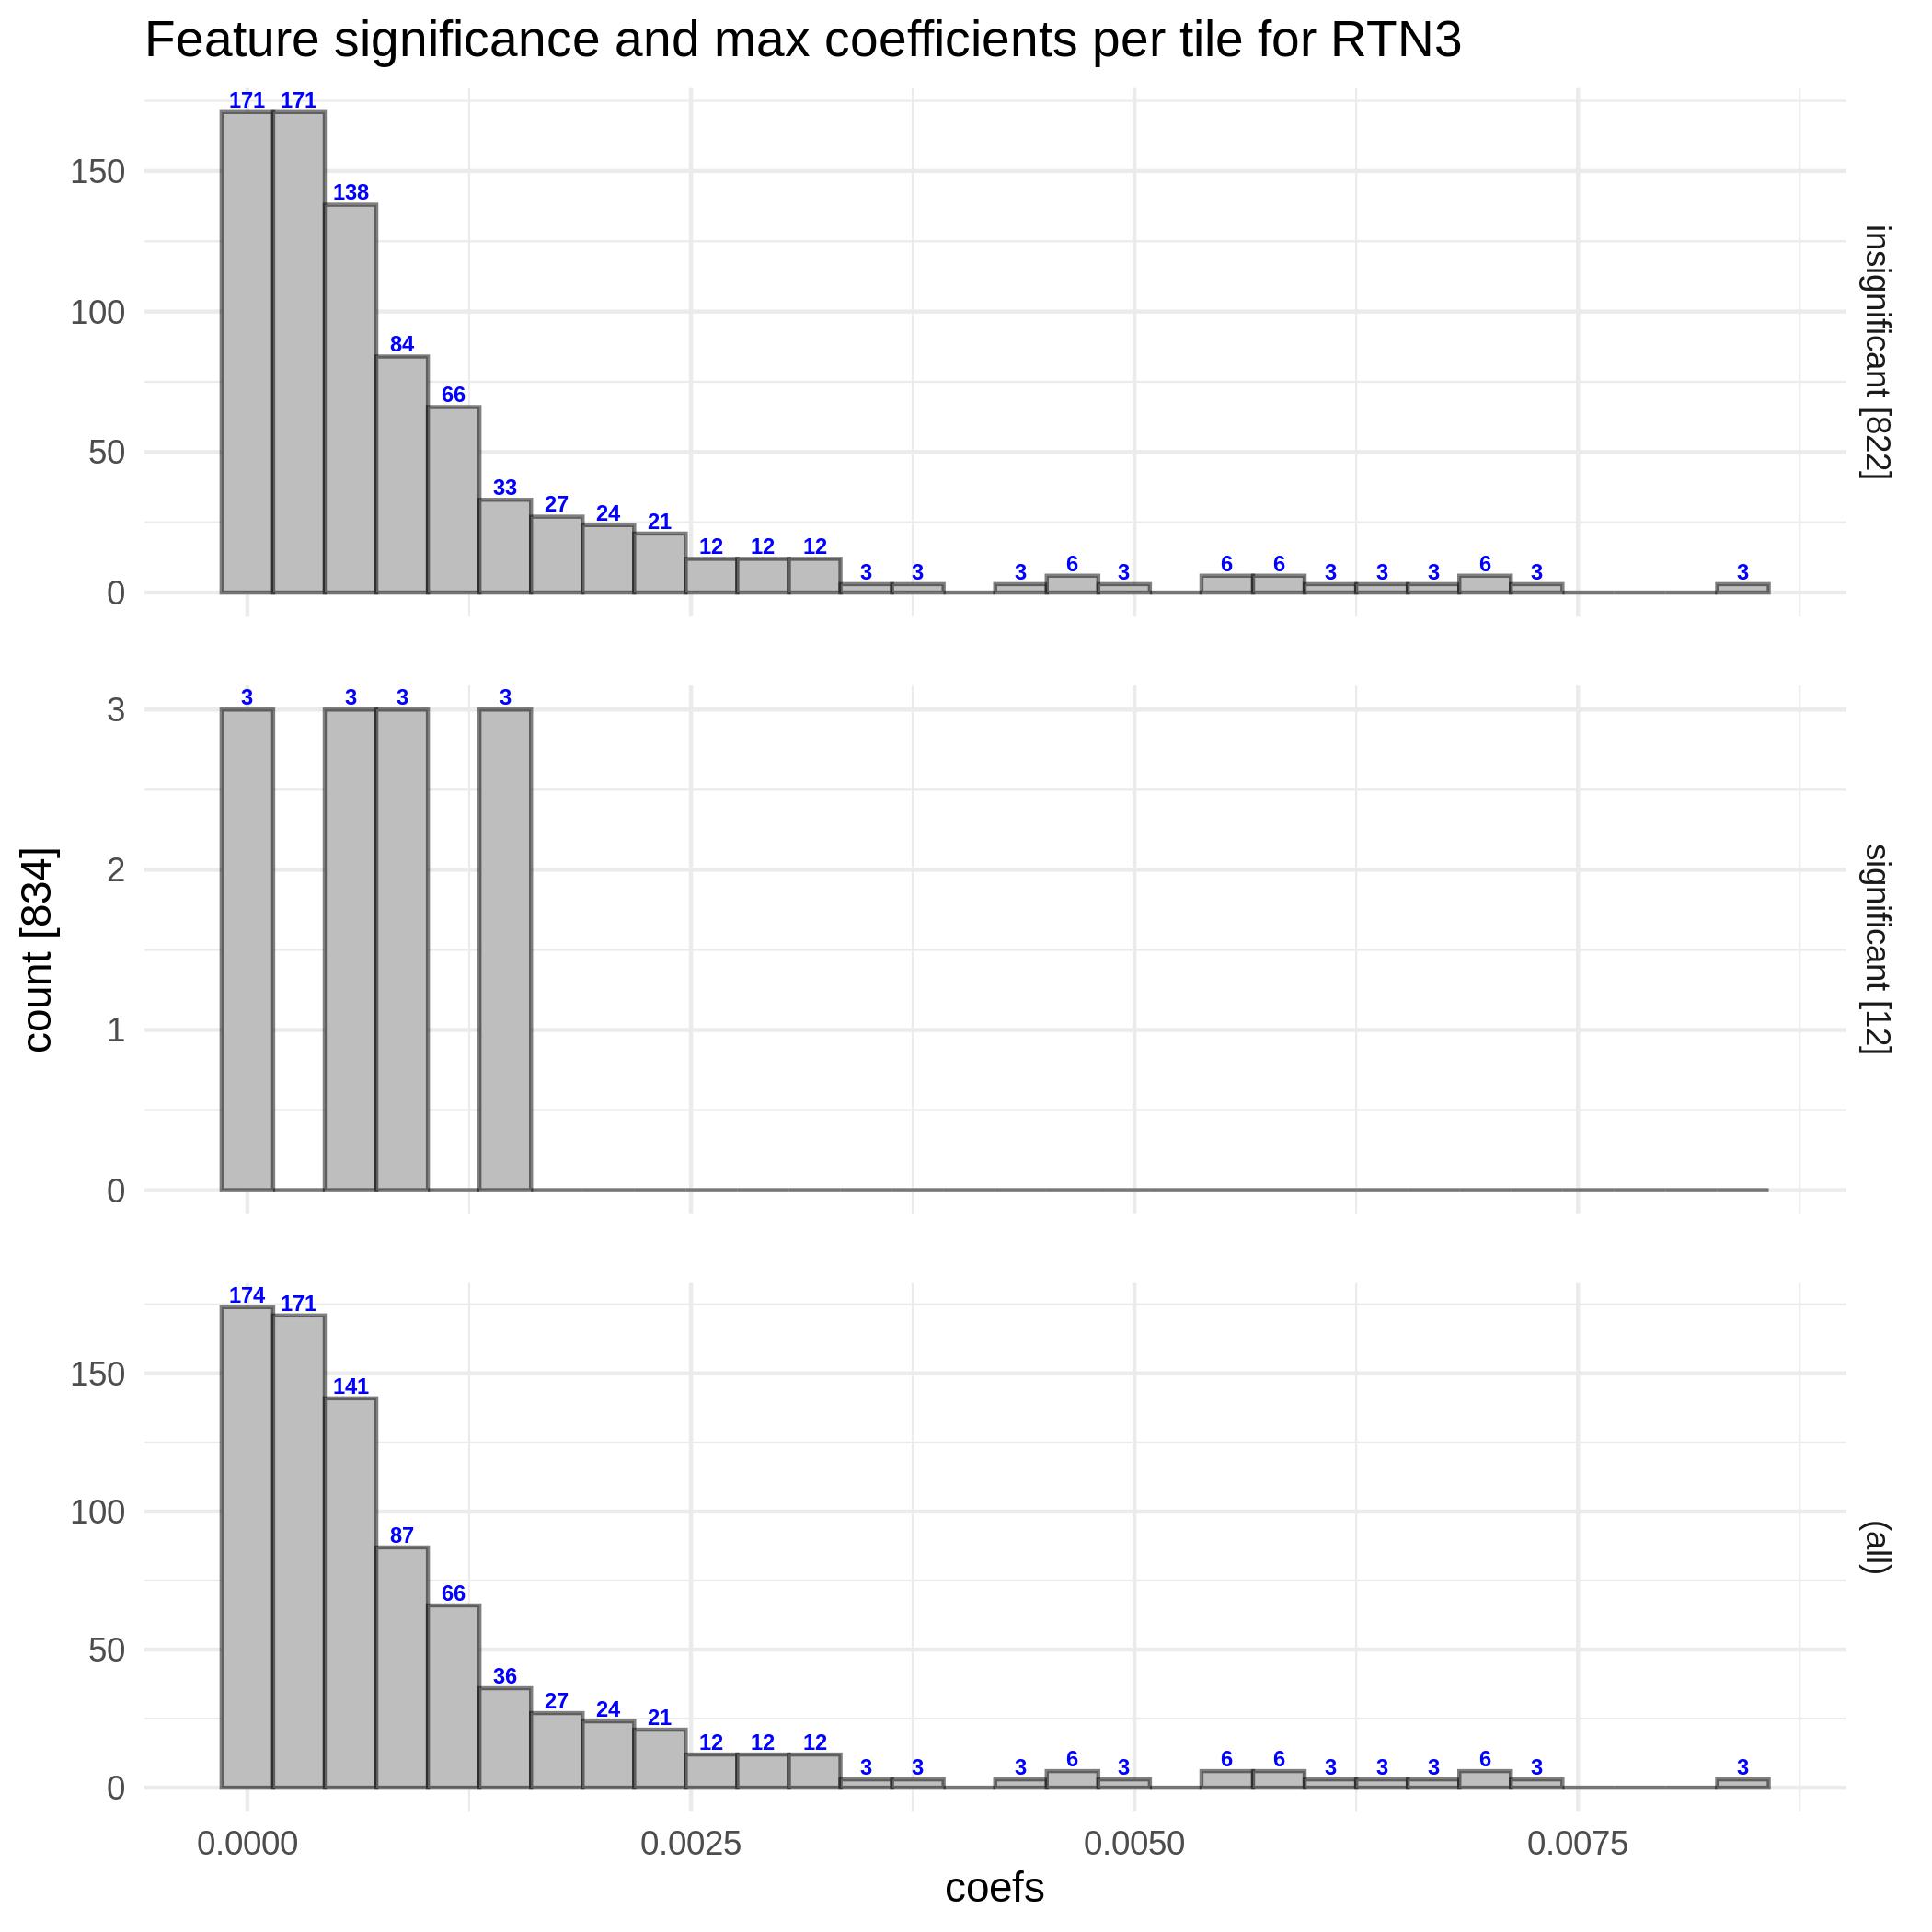 Feature significance and max coefficients per tile for RTN3
171 171
138
84
66
33
27
24
21
12 12 12
3 3 3 6 3 6 6 3 3 3 6 3 3
150
100
50
0
insignificant [822]
3 3 3 3
3
2
1
0
significant [12]
count [834]
174 171
141
87
66
36
27
24
21
12 12 12
3 3 3 6 3 6 6 3 3 3 6 3 3
150
100
50
0
(all)
0.0000 0.0025 0.0050 0.0075
coefs